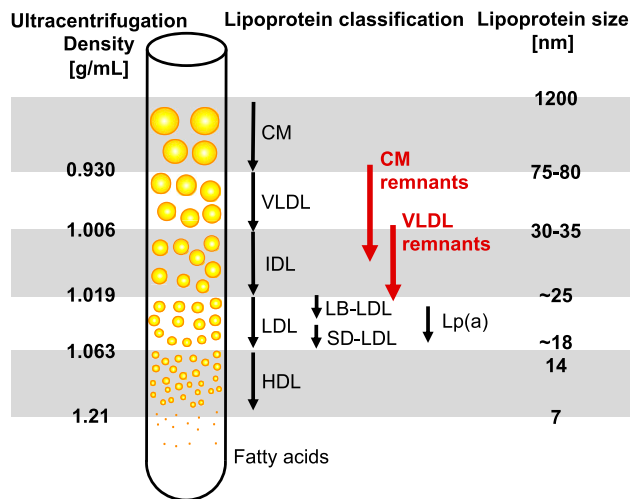 Ultracentrifugation
Density
[g/mL]
Lipoprotein classification
Lipoprotein size
[nm]
1200
CM
0.930
CM
remnants
75-80
VLDL
1.006
VLDL
remnants
30-35
IDL
1.019
~25
LB-LDL
LDL
Lp(a)
SD-LDL
1.063
~18
14
HDL
1.21
7
Fatty acids